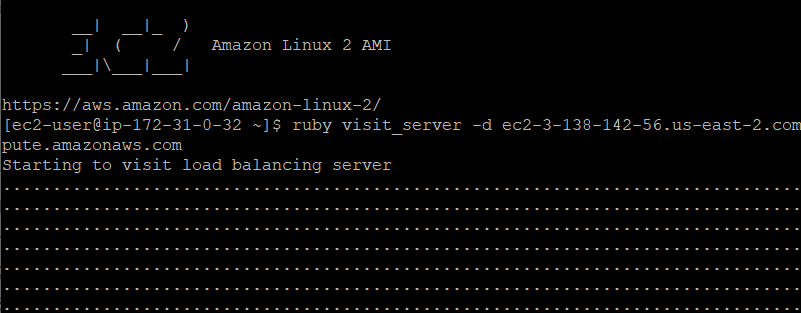 __|  __|_  )
       _|  (     /   Amazon Linux 2 AMI
      ___|\___|___|
https://aws.amazon.com/amazon-linux-2/
[ec2-user@ip-172-31-0-32 ~]$ ruby visit_server -d ec2-3-138-142-56.us-east-2.com
pute.amazonaws.com
Starting to visit load balancing server
................................................................................
................................................................................
................................................................................
................................................................................
................................................................................
................................................................................
................................................................................